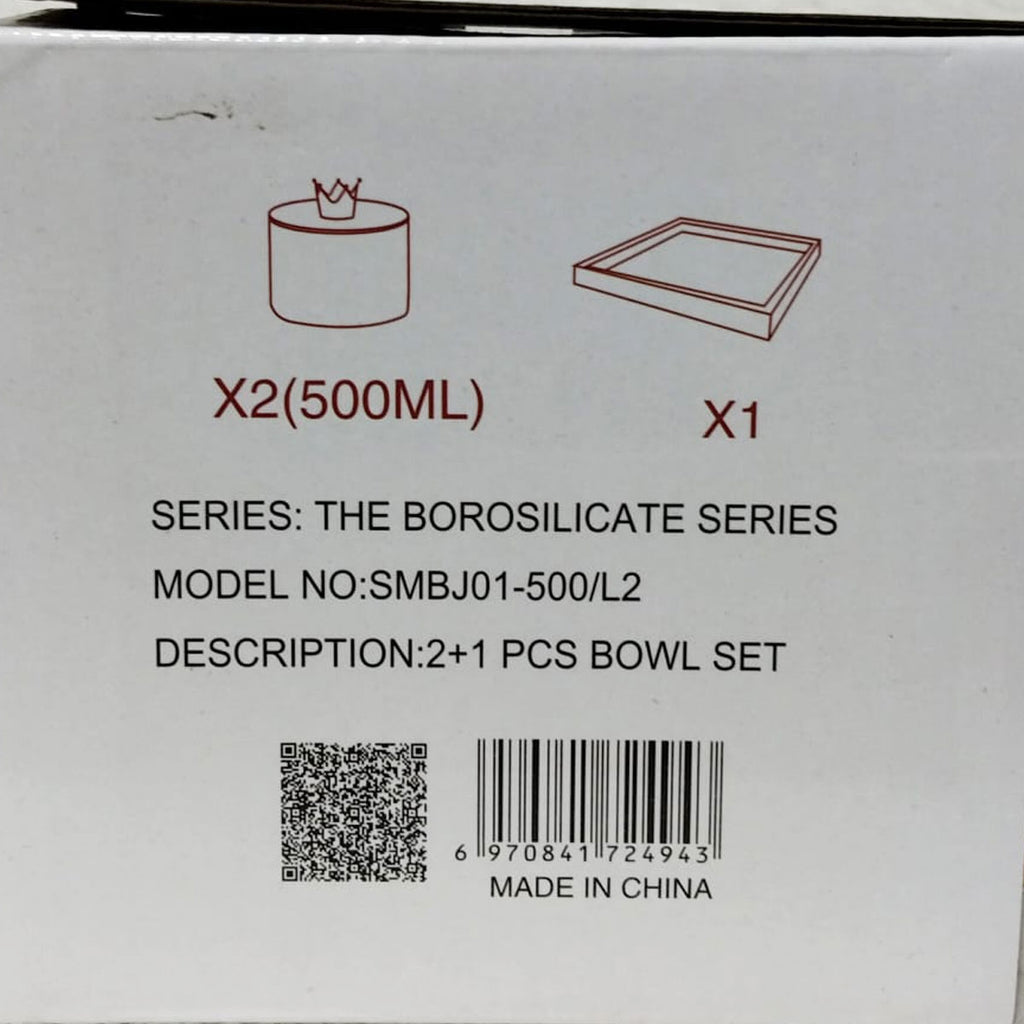 X2(500ML)
X1
SERIES: THE BOROSILICATE SERIES
MODEL NO:SMBJ01-500/L2
DESCRIPTION:2+1 PCS BOWL SET
6 970841 724943
MADE IN CHINA